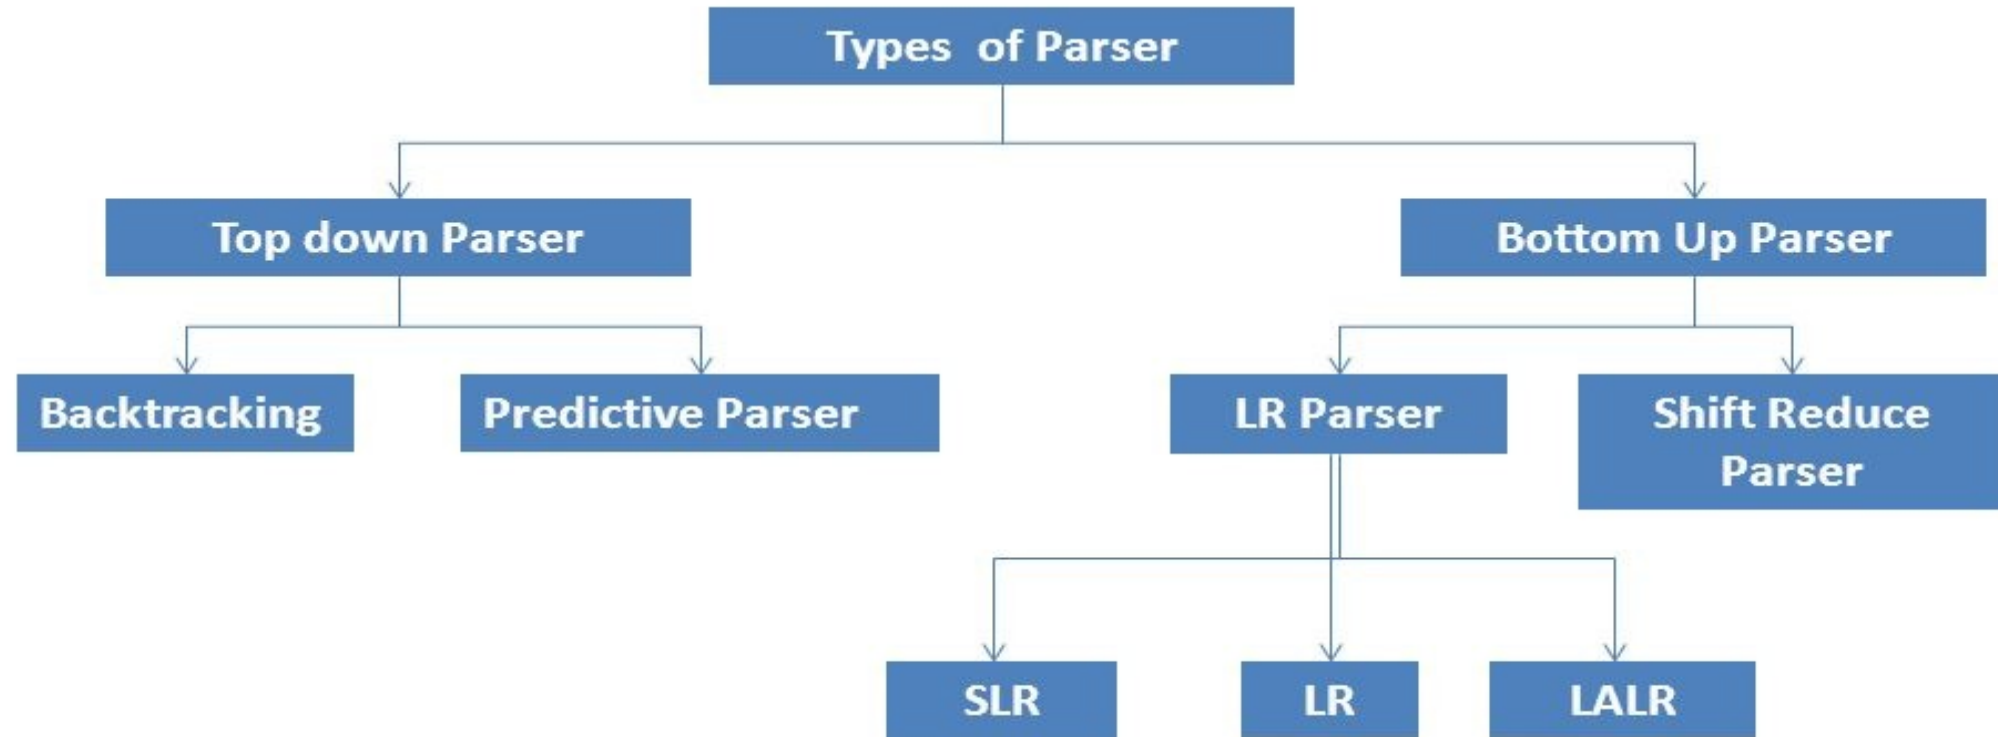 Types of Parser
Top down Parser
Bottom Up Parser
Backtracking
Predictive Parser
LR Parser
Shift Reduce
Parser
SLR
LR
LALR